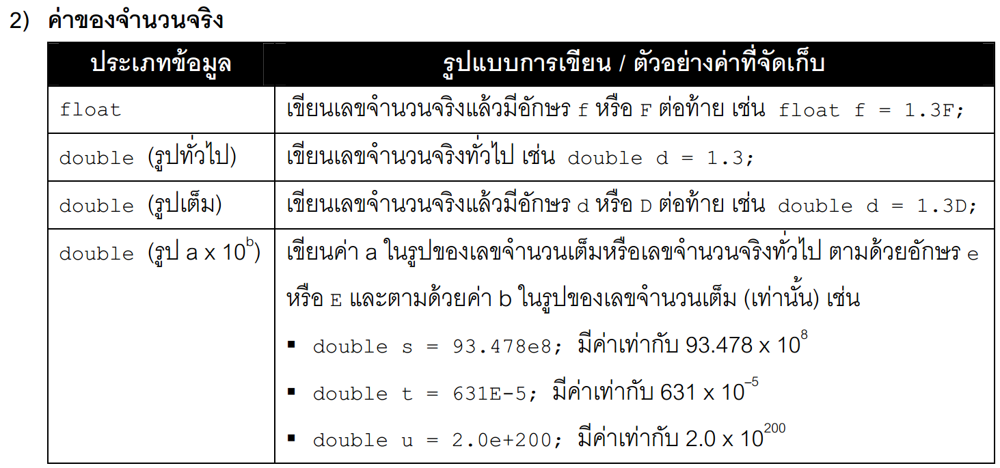 2) ค่าของจำนวนจริง
ประเภทข้อมูล รูปแบบการเขียน / ตัวอย่างค่าที่จัดเก็บ
float เขียนเลขจำนวนจริงแล้วมีอักษร f หรือ F ต่อท้าย เช่น float f = 1.3F;
double (รูปทั่วไป) เขียนเลขจำนวนจริงทั่วไป เช่น double d = 1.3;
double (รูปเต็ม) เขียนเลขจำนวนจริงแล้วมีอักษร d หรือ D ต่อท้าย เช่น double d = 1.3D;
double (รูป a x 10^b) เขียนค่า a ในรูปของเลขจำนวนเต็มหรือเลขจำนวนจริงทั่วไป ตามด้วยอักษร e
หรือ E และตามด้วยค่า b ในรูปของเลขจำนวนเต็ม (เท่านั้น) เช่น
▪ double s = 93.478e8; มีค่าเท่ากับ 93.478 x 10^8
▪ double t = 631E-5; มีค่าเท่ากับ 631 x 10^–5
▪ double u = 2.0e+200; มีค่าเท่ากับ 2.0 x 10^200